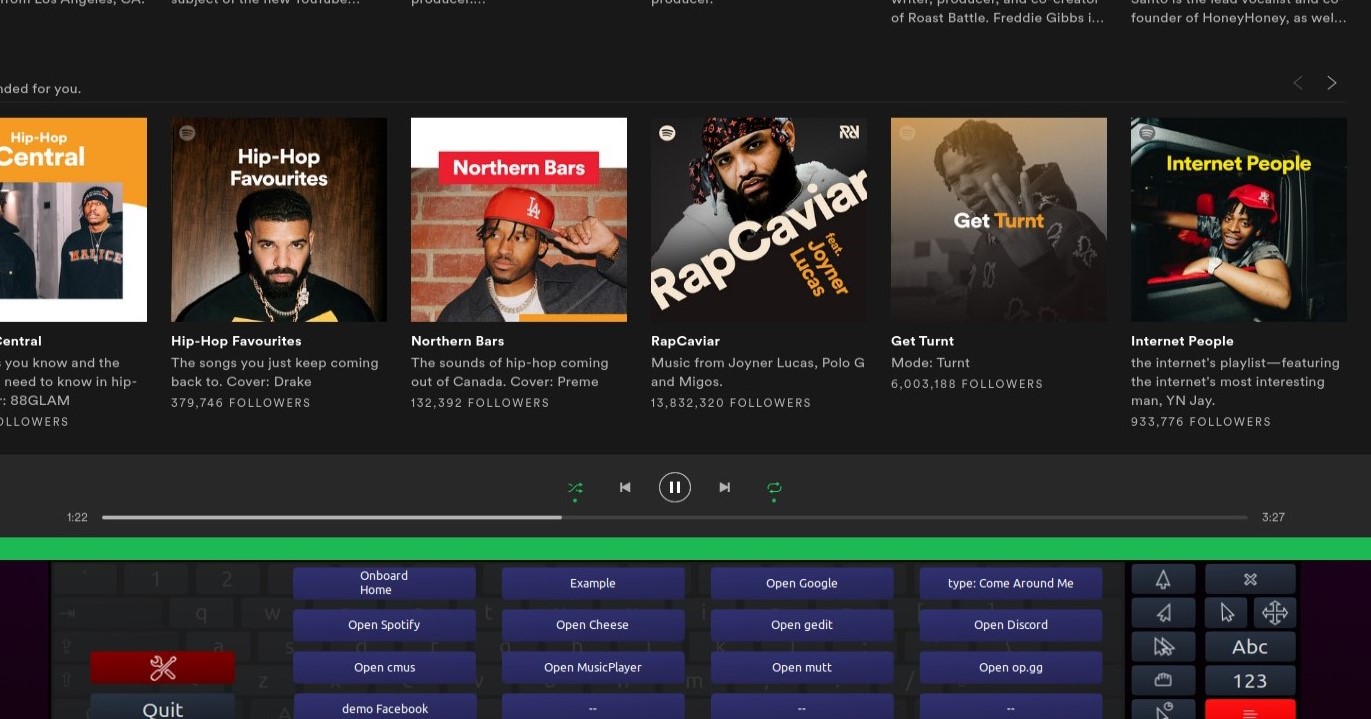 from Los Angeles, CA.
subject of the new YouTube…
producer.…
producer.
writer, producer, and co-creator
of Roast Battle. Freddie Gibbs i…
Santo is the lead vocalist and co-
founder of HoneyHoney, as wel…
nded for you.
Hip-Hop
Central
MALICE
Hip-Hop
Favourites
Northern Bars
LA
RapCaviar
feat.
Joyner
Lucas
Get Turnt
Internet People
Central
s you know and the
need to know in hip-
r: 88GLAM
OLLOWERS
Hip-Hop Favourites
The songs you just keep coming
back to. Cover: Drake
379,746 FOLLOWERS
Northern Bars
The sounds of hip-hop coming
out of Canada. Cover: Preme
132,392 FOLLOWERS
RapCaviar
Music from Joyner Lucas, Polo G
and Migos.
13,832,320 FOLLOWERS
Get Turnt
Mode: Turnt
6,003,188 FOLLOWERS
Internet People
the internet's playlist—featuring
the internet's most interesting
man, YN Jay.
933,776 FOLLOWERS
1:22
3:27
Onboard
Home
Example
Open Google
type: Come Around Me
Open Spotify
Open Cheese
Open gedit
Open Discord
Open cmus
Open MusicPlayer
Open mutt
Open op.gg
Quit
demo Facebook
--
--
--
Abc
123
1
2
q
w
t
i
a
s
d
r
g
h
k
l
z
x
c
v
m
/